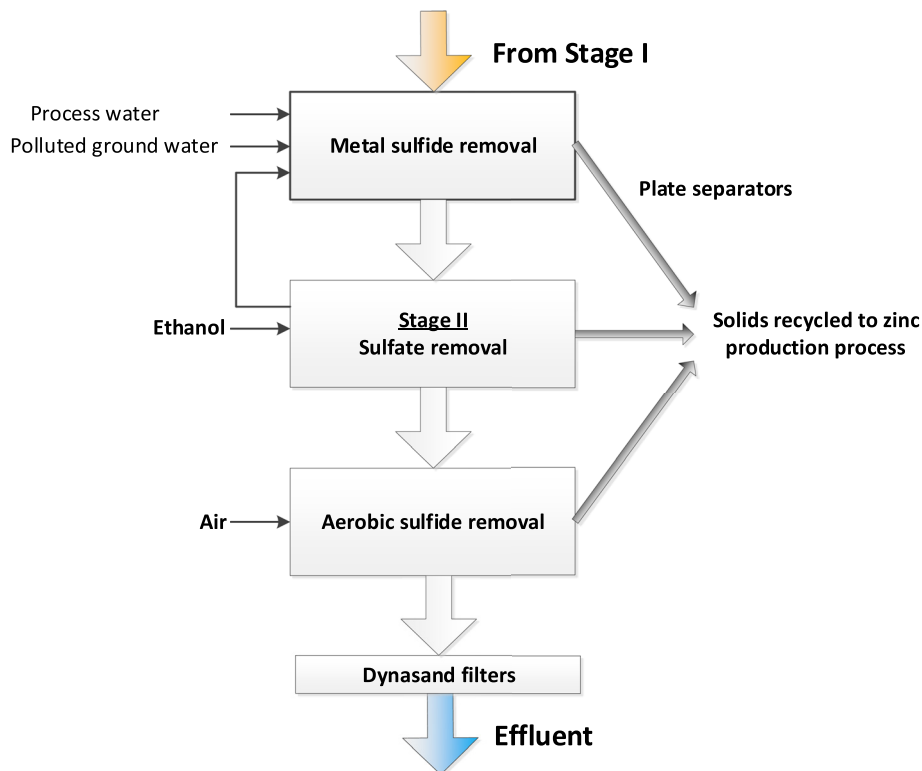 From Stage I
Process water
Polluted ground water
Metal sulfide removal
Plate separators
Ethanol
Stage II
Sulfate removal
Solids recycled to zinc
production process
Air
Aerobic sulfide removal
Dynasand filters
Effluent